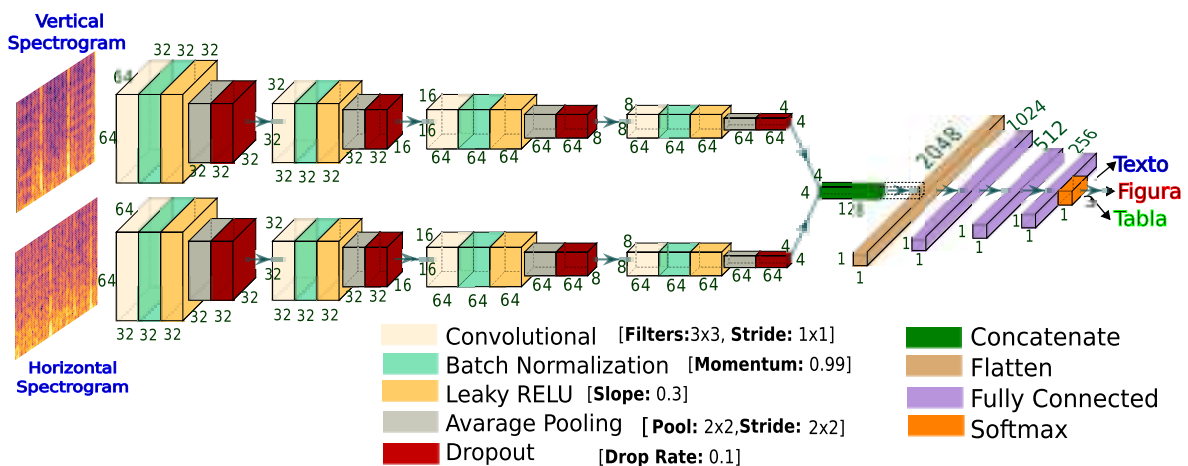 Vertical
Spectrogram
64
64
32 32 32
32 32
32
32
32
32 32 32
32 32
16
16
16
64 64 64
64 64
8
8
8
64 64 64
64 64
4
4
64
64
32 32 32
32 32
32
32
32
32 32 32
32 32
16
16
16
64 64 64
64 64
8
8
8
64 64 64
64 64
4
4
4
4
128
2048
1
1
1024
1
1
512
1
1
256
1
1
1
3
Texto
Figura
Tabla
Horizontal
Spectrogram
Convolutional [Filters:3x3, Stride: 1x1]
Batch Normalization [Momentum: 0.99]
Leaky RELU [Slope: 0.3]
Avarage Pooling [Pool: 2x2,Stride: 2x2]
Dropout [Drop Rate: 0.1]
Concatenate
Flatten
Fully Connected
Softmax